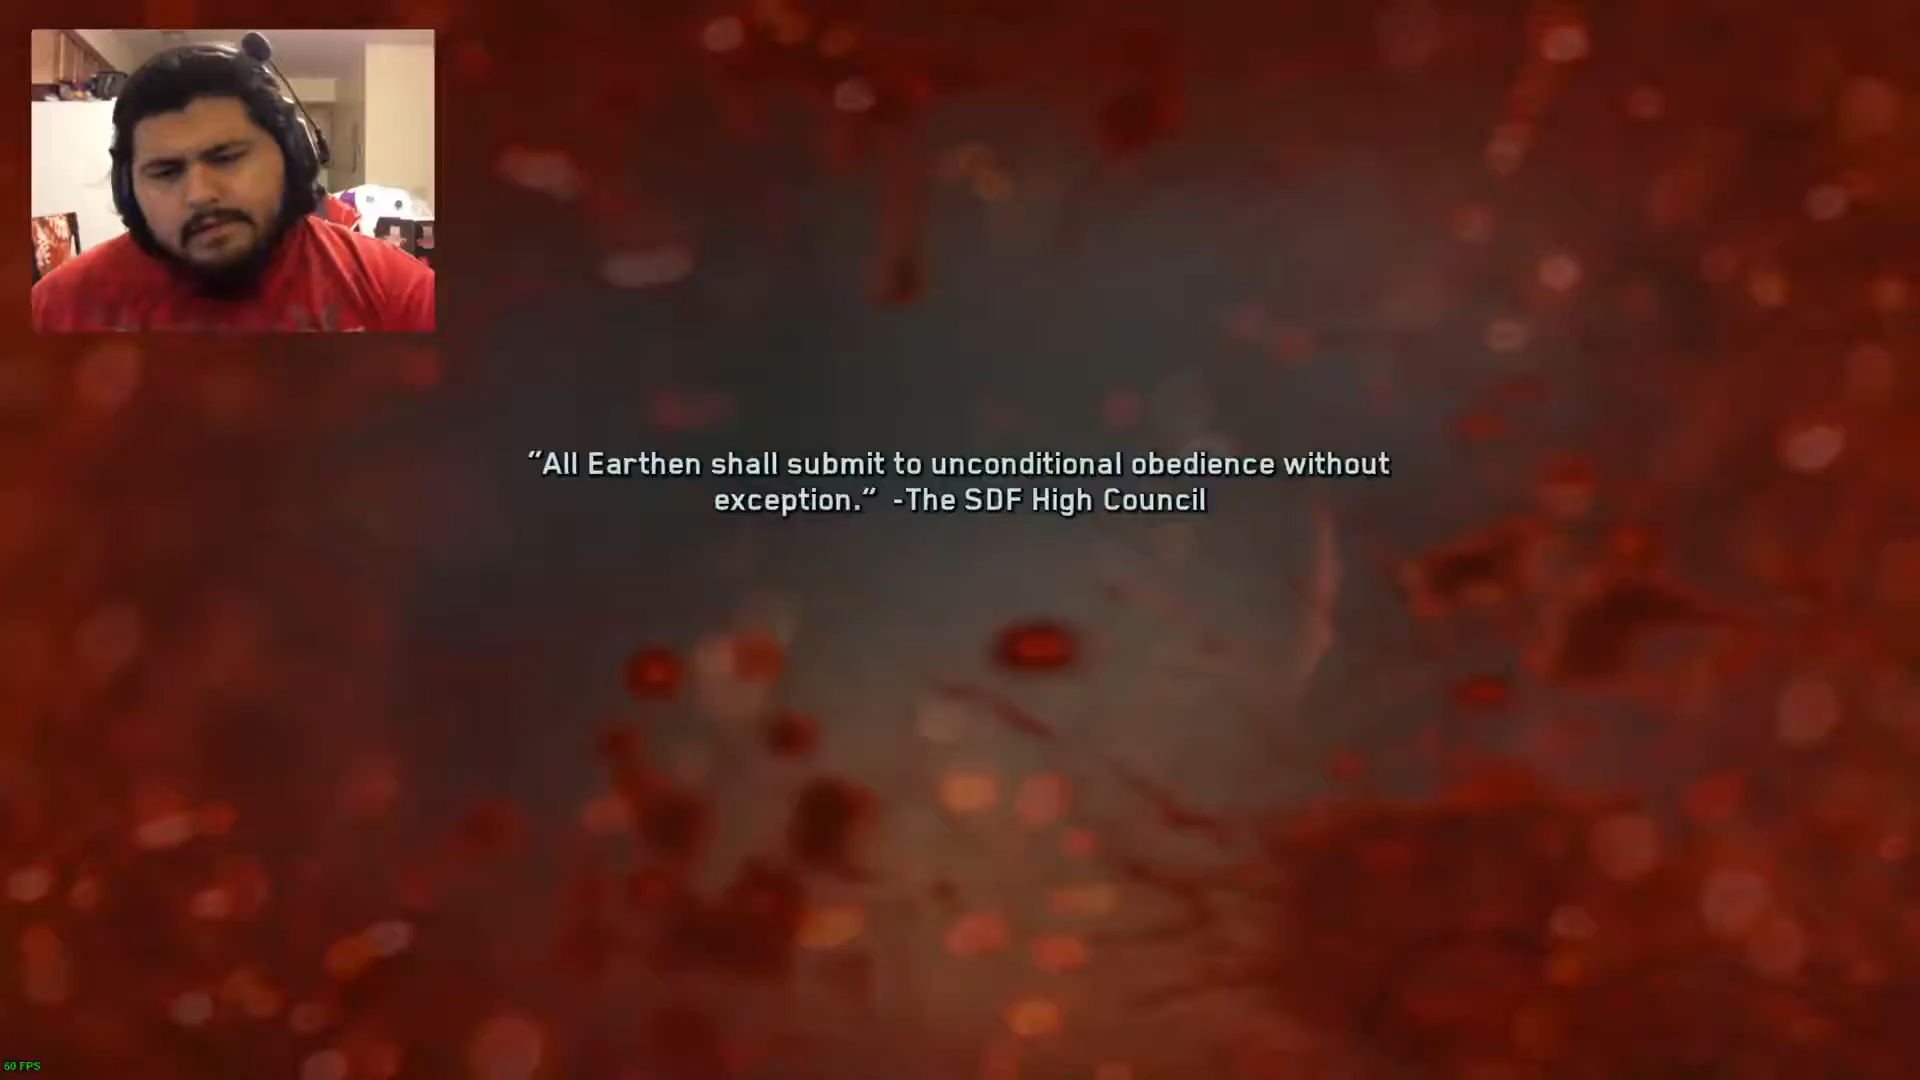 “All Earthen shall submit to unconditional obedience without
exception.“ -The SDF High Council
60 FPS